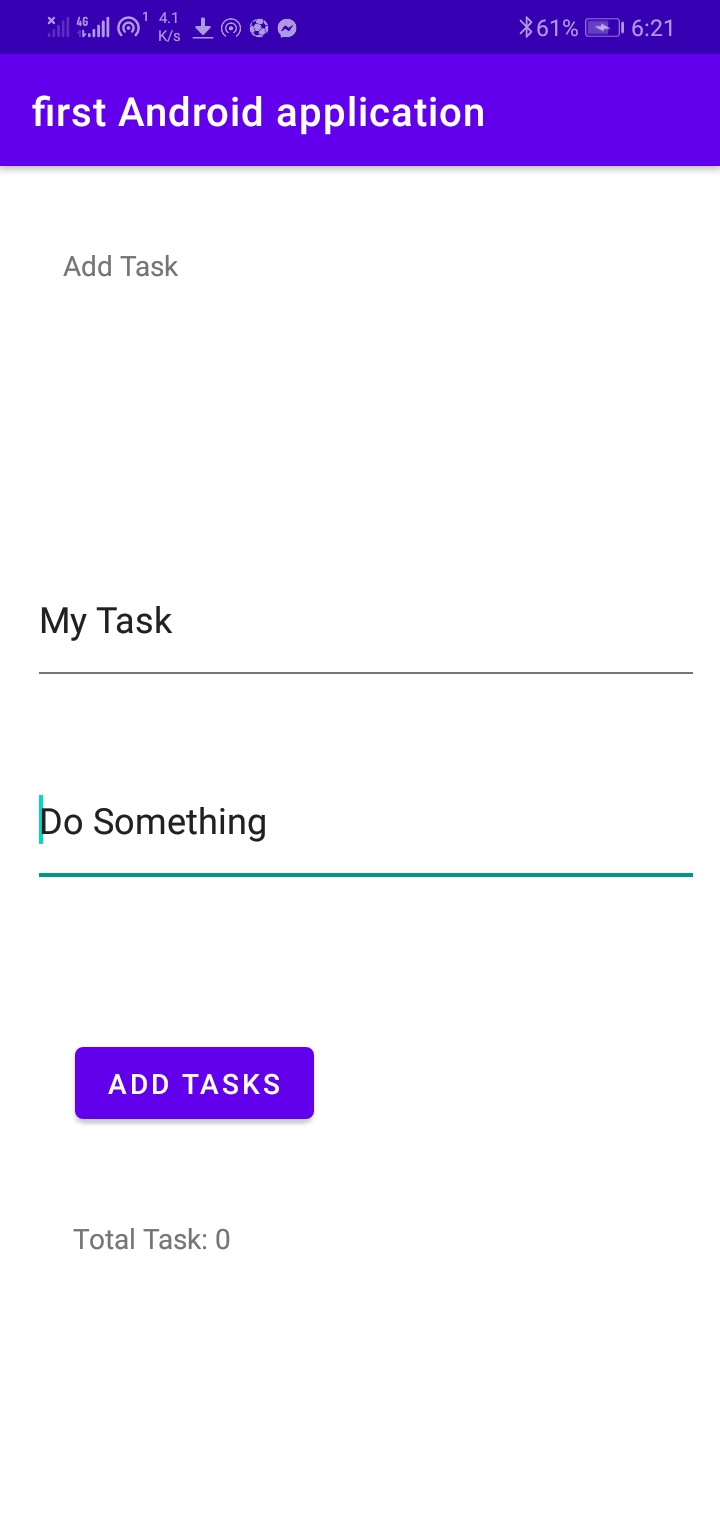 4G 1 4.1 K/s 61% 6:21
first Android application
Add Task
My Task
Do Something
ADD TASKS
Total Task: 0